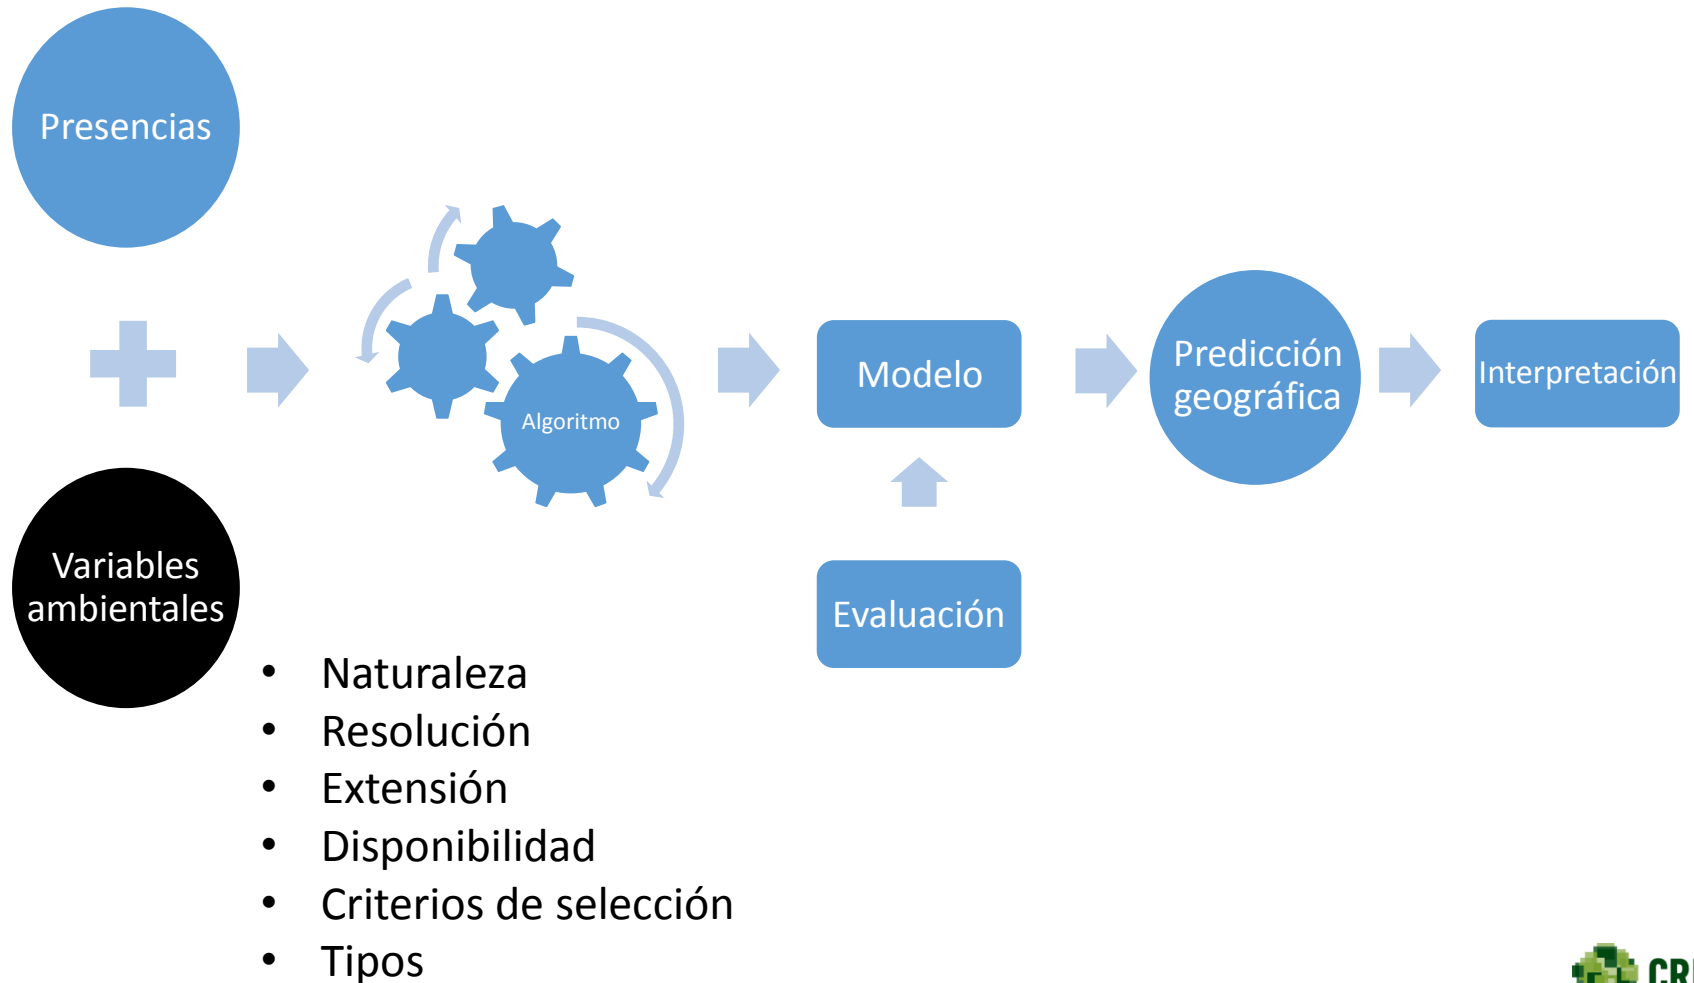 Presencias
Algoritmo
Modelo
Predicción
geográfica
Interpretación
Variables
ambientales
Evaluación
• Naturaleza
• Resolución
• Extensión
• Disponibilidad
• Criterios de selección
• Tipos